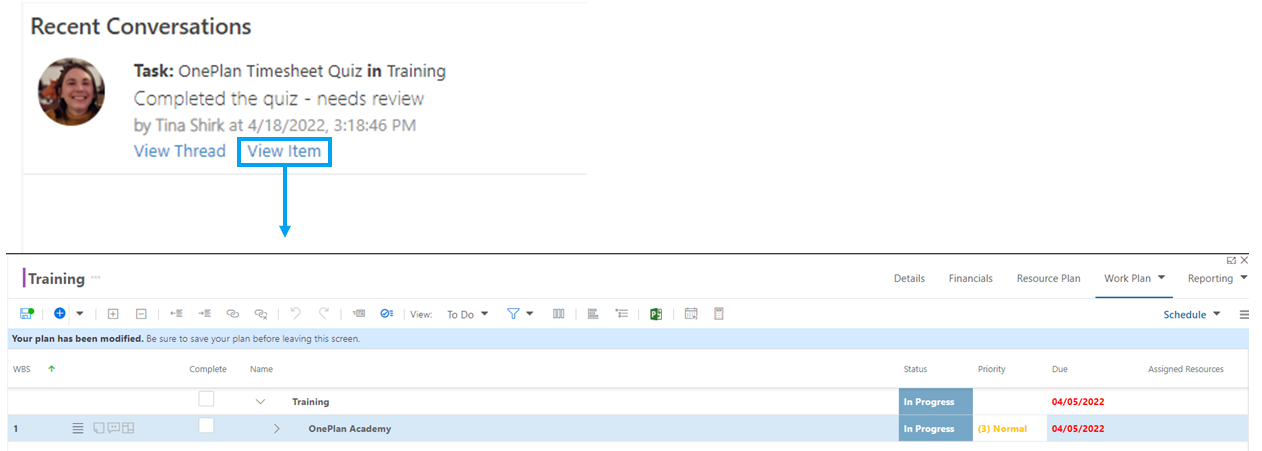 Recent Conversations
Task: OnePlan Timesheet Quiz in Training
Completed the quiz - needs review
by Tina Shirk at 4/18/2022, 3:18:46 PM
View Thread View Item
Training ... Details Financials Resource Plan Work Plan Reporting
View: To Do Schedule
Your plan has been modified. Be sure to save your plan before leaving this screen.
WBS Complete Name Status Priority Due Assigned Resources
Training In Progress 04/05/2022
1 OnePlan Academy In Progress (3) Normal 04/05/2022